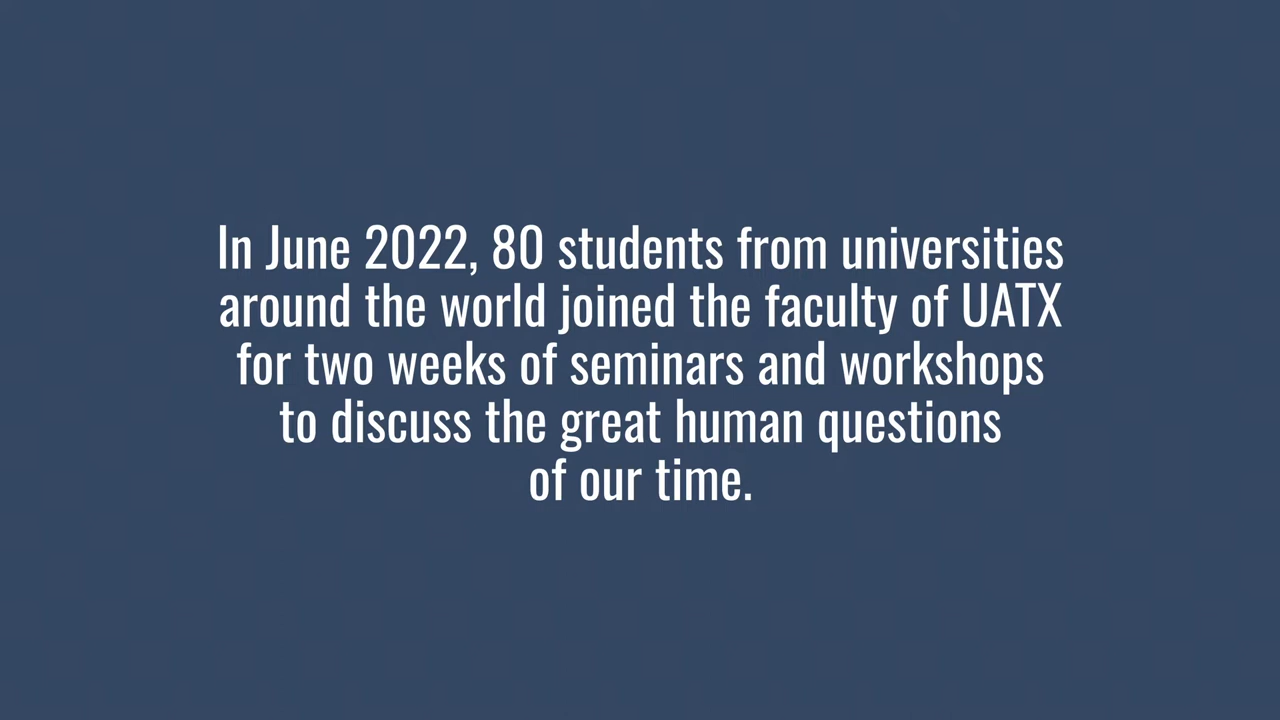 In June 2022, 80 students from universities
around the world joined the faculty of UATX
for two weeks of seminars and workshops
to discuss the great human questions
of our time.